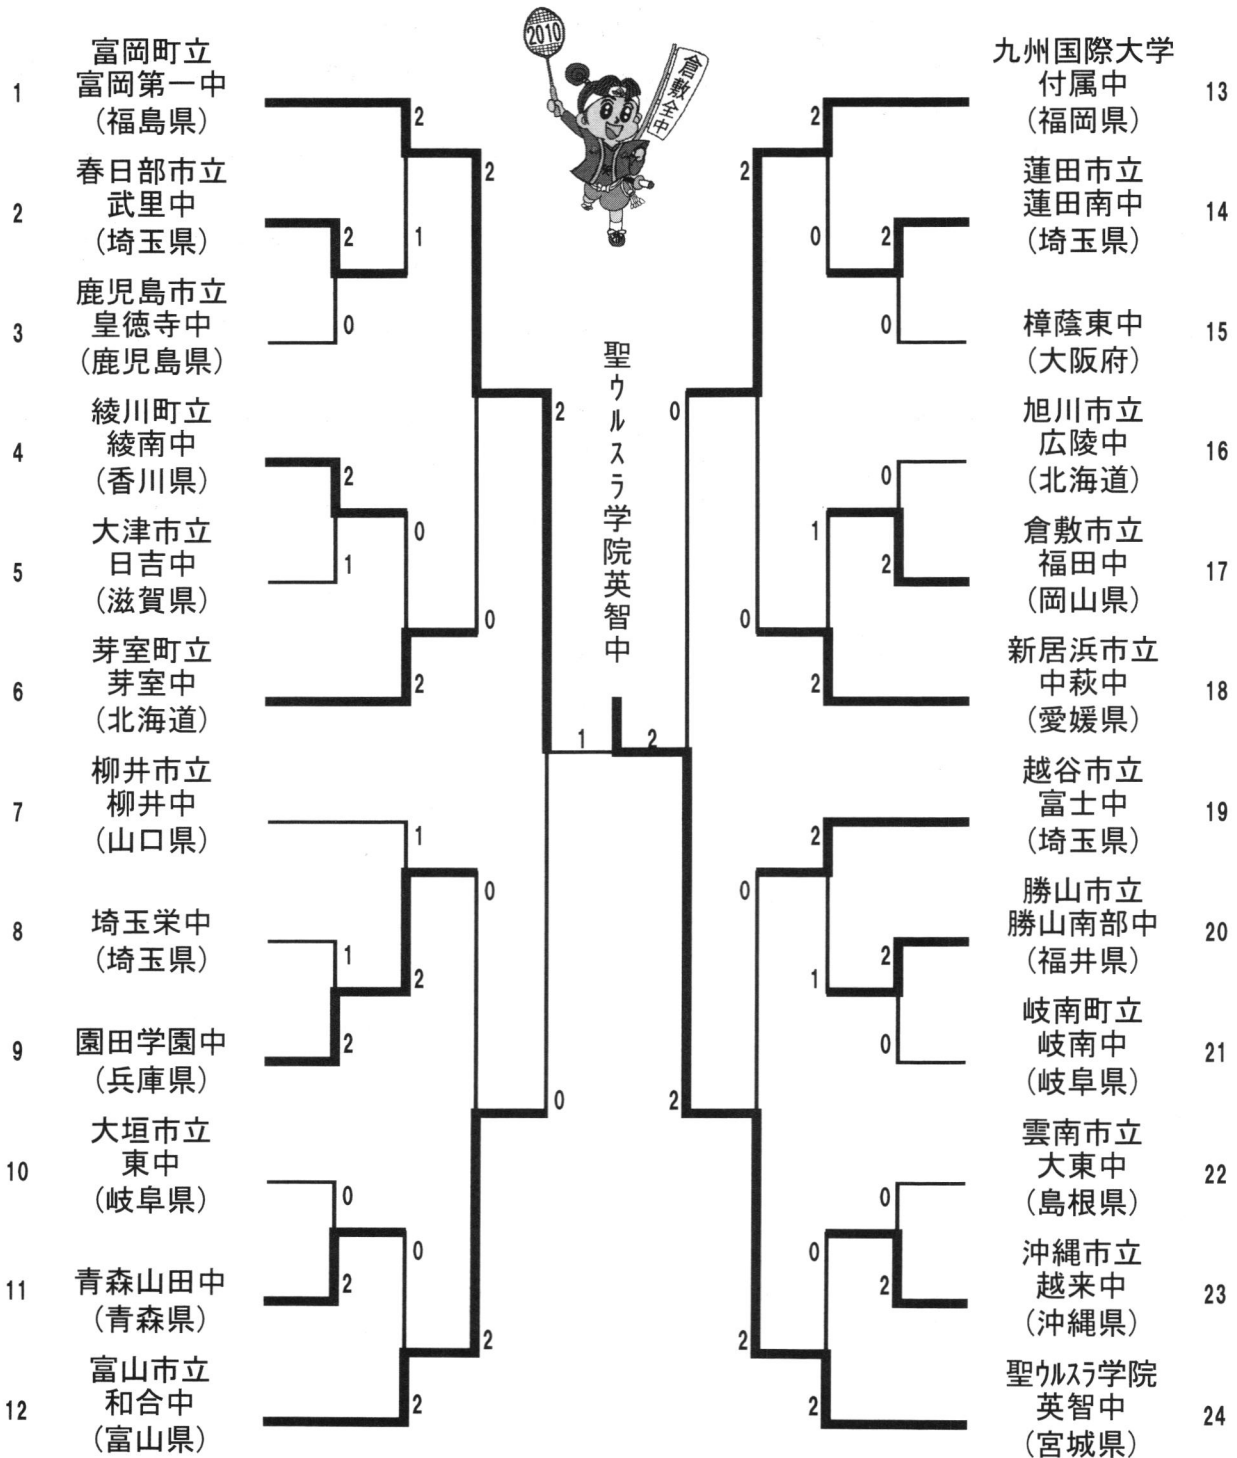 2010
倉敷全中
富岡町立
1 富岡第一中
(福島県)
春日部市立
2 武里中
(埼玉県)
鹿児島市立
3 皇徳寺中
(鹿児島県)
綾川町立
4 綾南中
(香川県)
大津市立
5 日吉中
(滋賀県)
芽室町立
6 芽室中
(北海道)
柳井市立
7 柳井中
(山口県)
8 埼玉栄中
(埼玉県)
9 園田学園中
(兵庫県)
大垣市立
10 東中
(岐阜県)
11 青森山田中
(青森県)
富山市立
12 和合中
(富山県)
2
1
2
0
2
2
1
0
2
0
2
1
1
2
2
0
0
2
0
2
2
0
1
2
聖ウルスラ学院英智中
2
0
2
0
2
0
2
1
2
0
0
2
2
1
2
0
0
2
0
2
2
0
九州国際大学
付属中 13
(福岡県)
蓮田市立
蓮田南中 14
(埼玉県)
樟蔭東中 15
(大阪府)
旭川市立
広陵中 16
(北海道)
倉敷市立
福田中 17
(岡山県)
新居浜市立
中萩中 18
(愛媛県)
越谷市立
富士中 19
(埼玉県)
勝山市立
勝山南部中 20
(福井県)
岐南町立
岐南中 21
(岐阜県)
雲南市立
大東中 22
(島根県)
沖縄市立
越来中 23
(沖縄県)
聖ウルスラ学院
英智中 24
(宮城県)